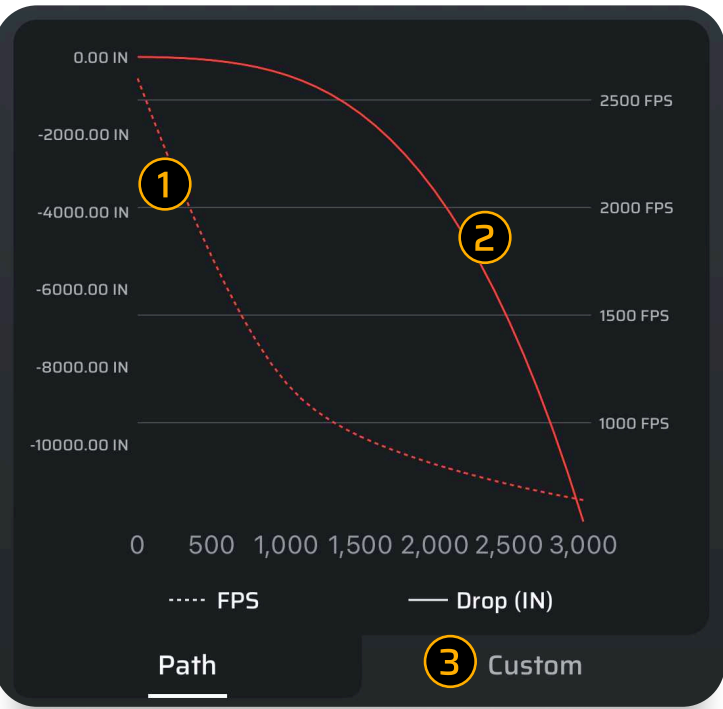 0.00 IN
2500 FPS
-2000.00 IN
1
-4000.00 IN
2000 FPS
2
-6000.00 IN
1500 FPS
-8000.00 IN
1000 FPS
-10000.00 IN
0 500 1,000 1,500 2,000 2,500 3,000
FPS Drop (IN)
Path 3 Custom